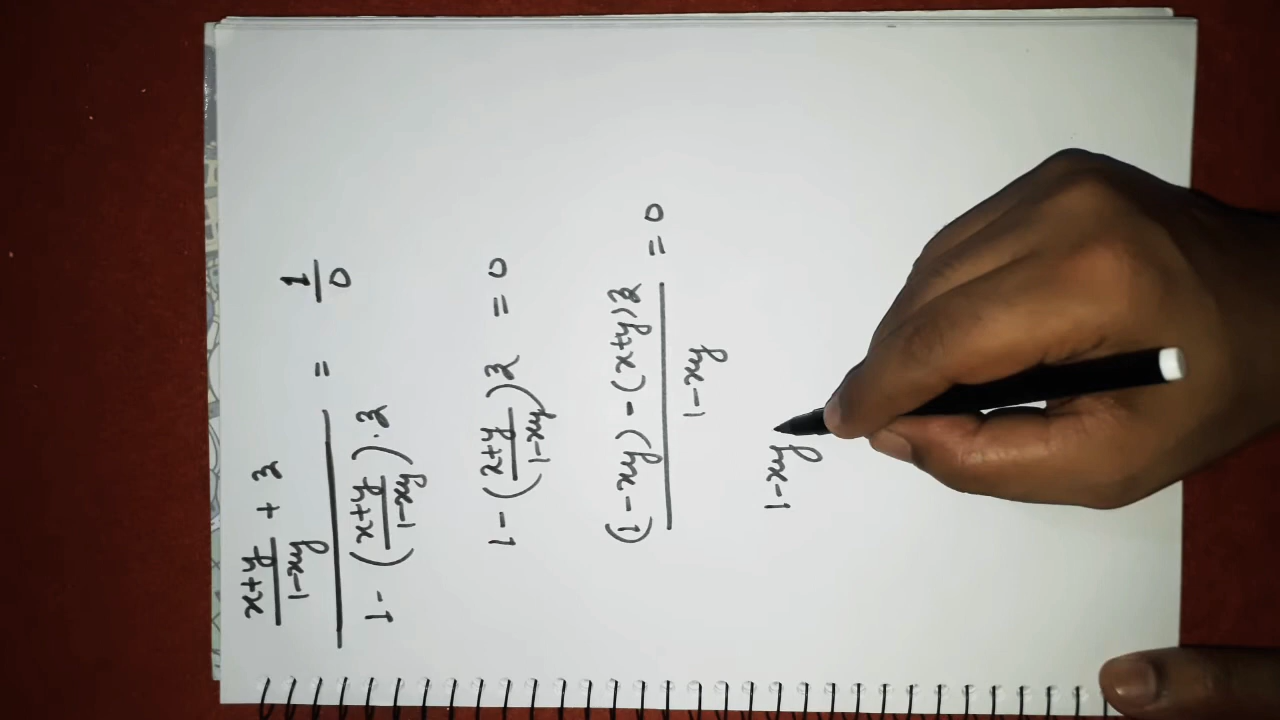 x+y/1-xy + z / 1 - (x+y/1-xy) . z = 1/0
1 - (x+y/1-xy) z = 0
(1 - xy) - (x+y) z / 1-xy = 0
1-xy